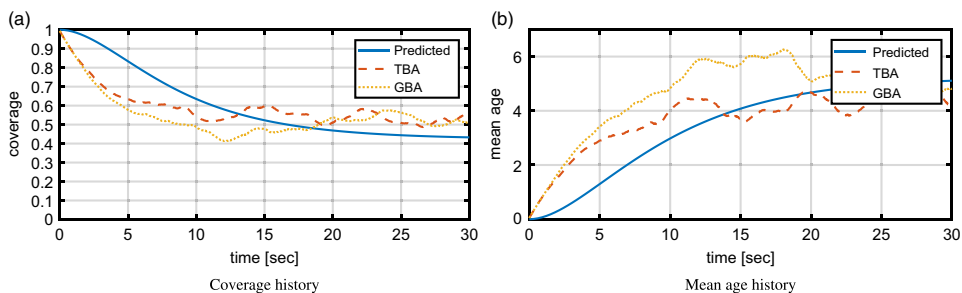 (a)
1
0.9
0.8
0.7
0.6
0.5
0.4
0.3
0.2
0.1
0
coverage
Predicted
TBA
GBA
0 5 10 15 20 25 30
time [sec]
Coverage history
(b)
6
4
2
0
mean age
Predicted
TBA
GBA
0 5 10 15 20 25 30
time [sec]
Mean age history